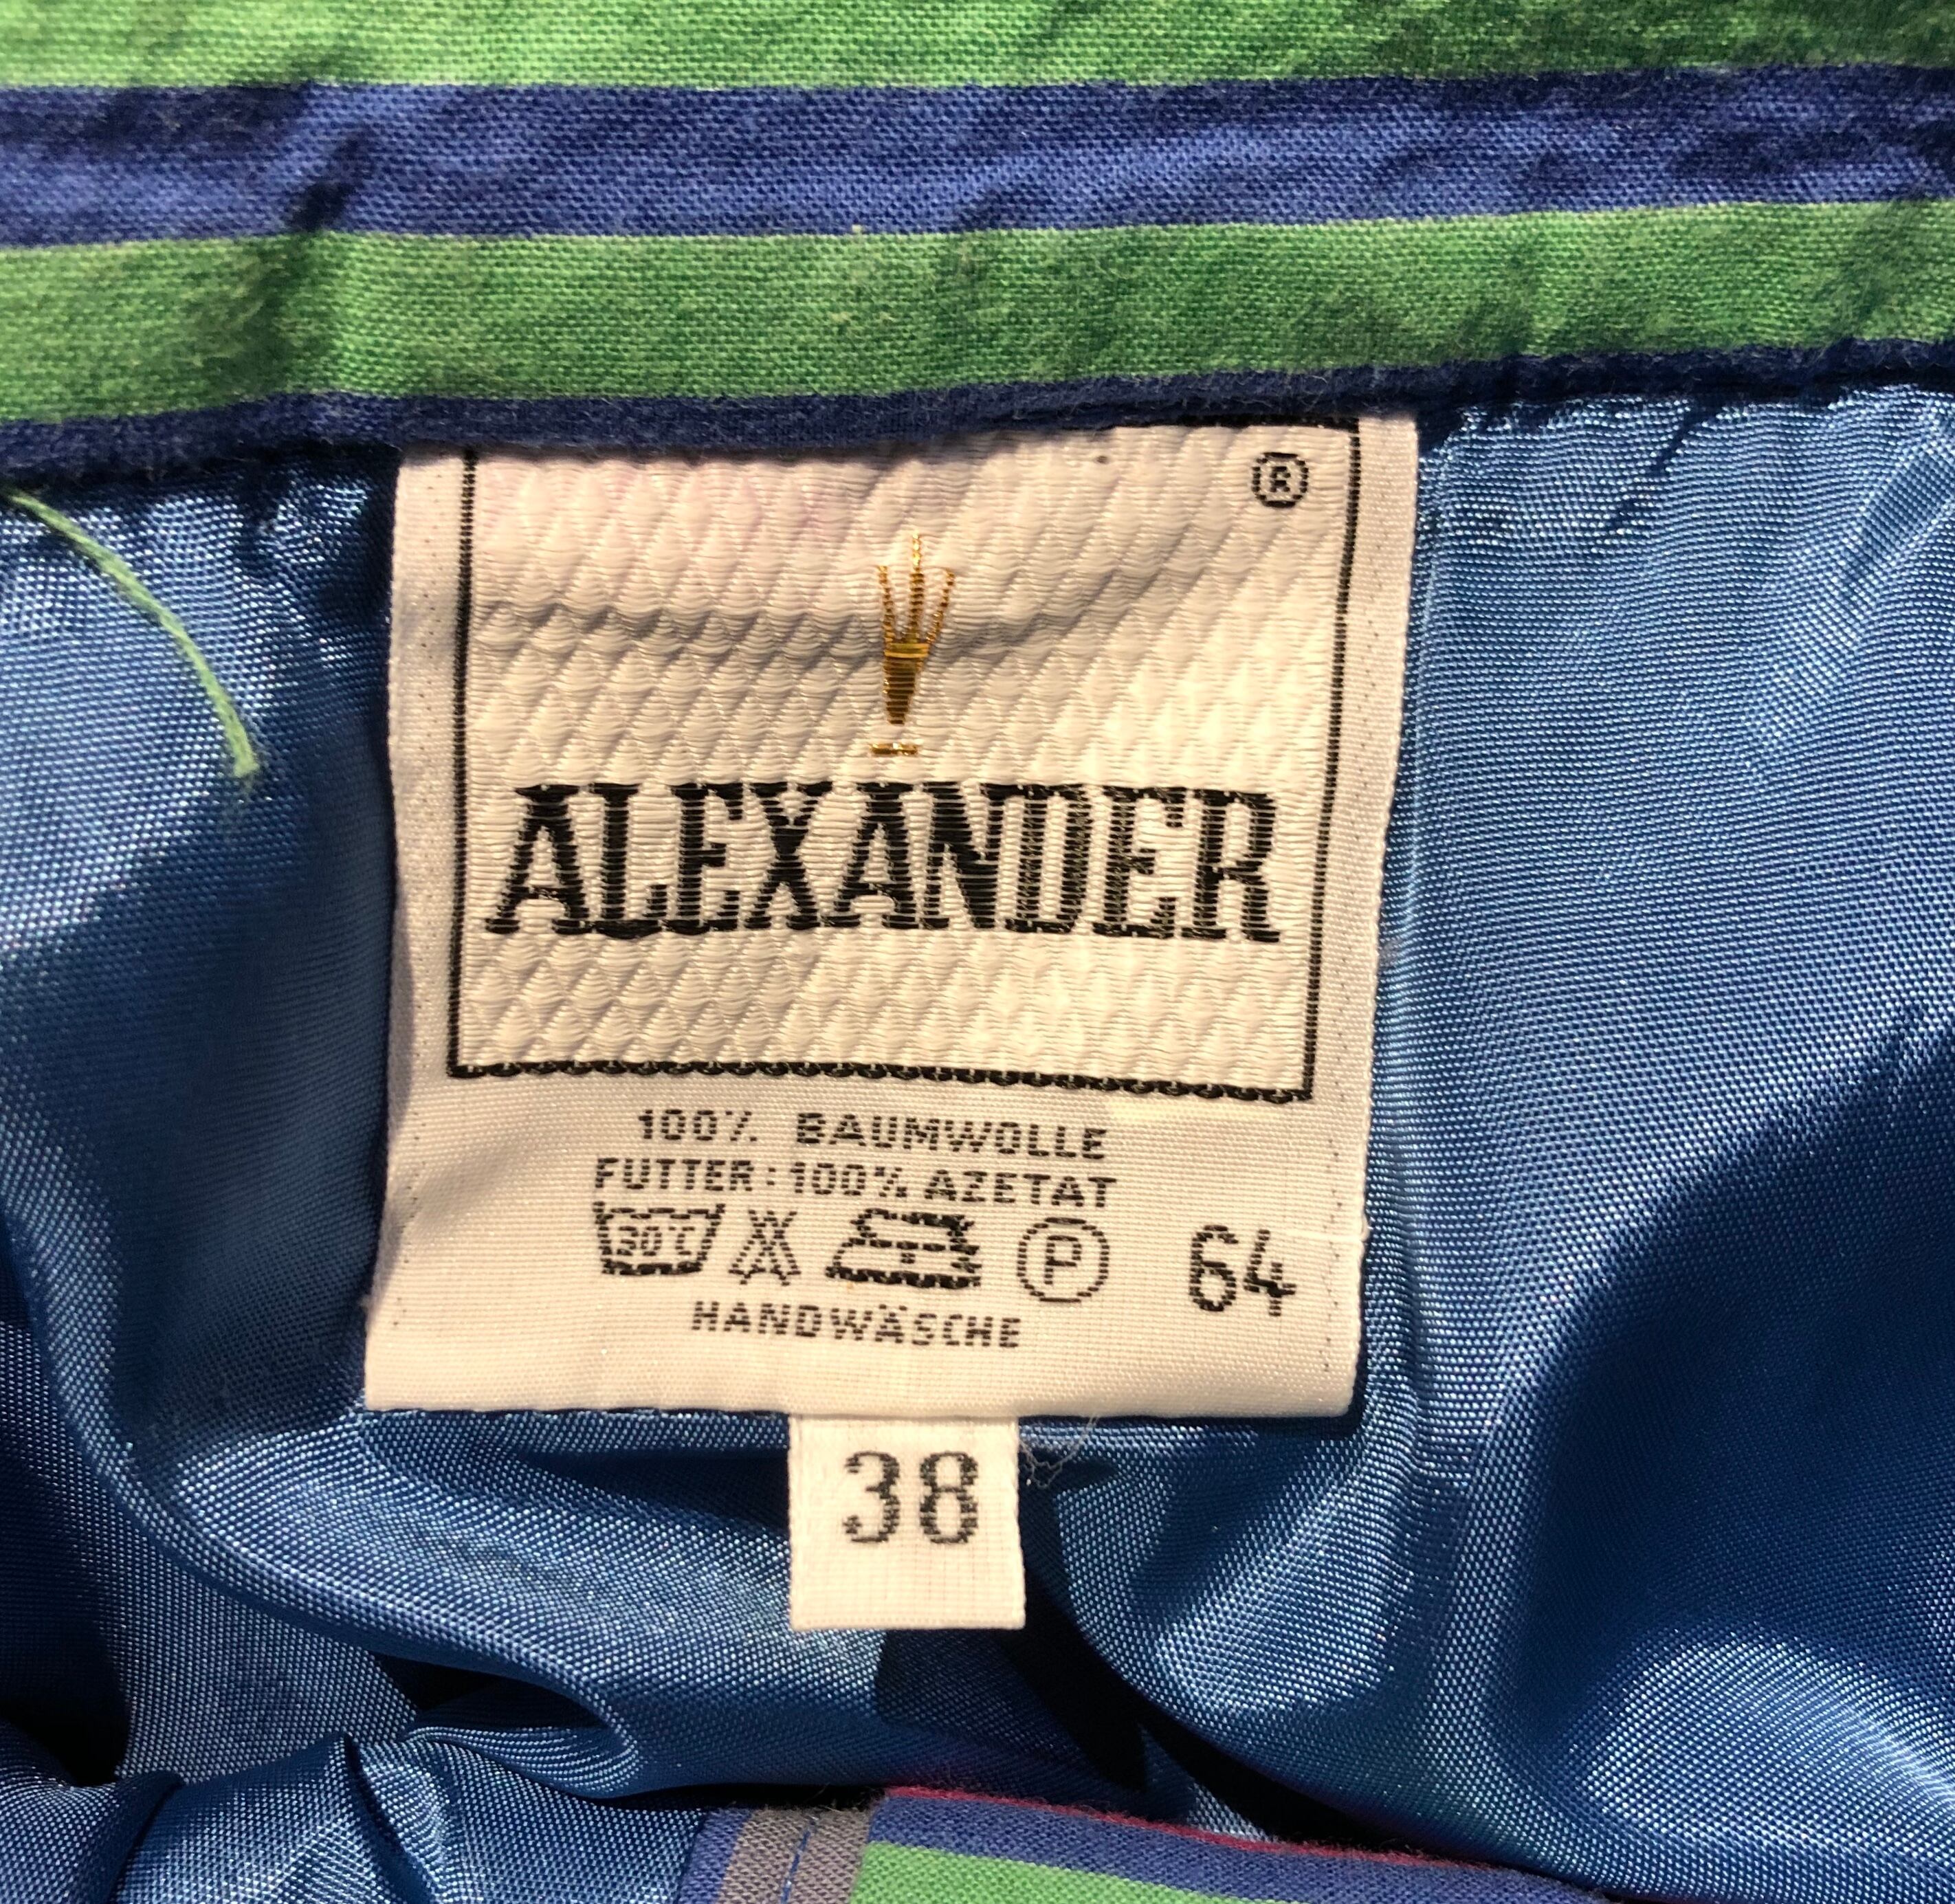 ®
ALEXANDER
100% BAUMWOLLE
FUTTER: 100% AZETAT
30°C P 64
HANDWÄSCHE
38